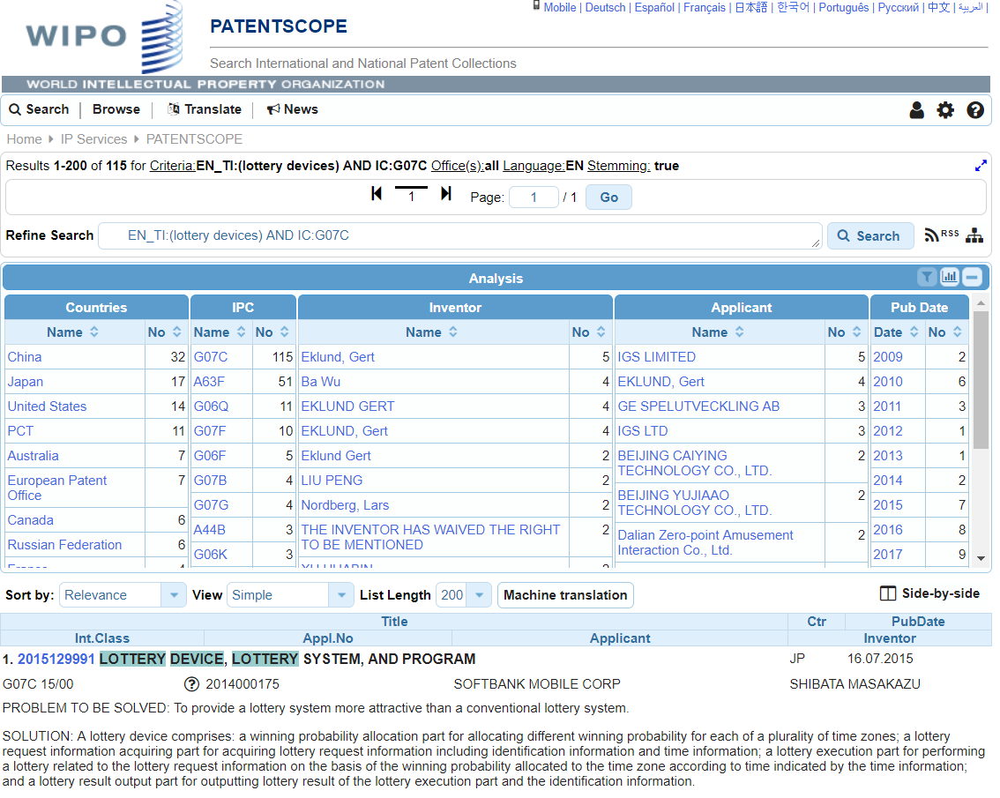 Mobile | Deutsch | Español | Français | 日本語 | 한국어 | Português | Русский | 中文 | العربية |
WIPO
PATENTSCOPE
Search International and National Patent Collections
WORLD INTELLECTUAL PROPERTY ORGANIZATION
Search | Browse | Translate | News
Home IP Services PATENTSCOPE
Results 1-200 of 115 for Criteria:EN_TI:(lottery devices) AND IC:G07C Office(s):all Language:EN Stemming: true
1 Page: 1 / 1 Go
Refine Search EN_TI:(lottery devices) AND IC:G07C Search RSS
Analysis
Countries IPC Inventor Applicant Pub Date
Name No Name No Name No Name No Date No
China 32 G07C 115 Eklund, Gert 5 IGS LIMITED 5 2009 2
Japan 17 A63F 51 Ba Wu 4 EKLUND, Gert 4 2010 6
United States 14 G06Q 11 EKLUND GERT 4 GE SPELUTVECKLING AB 3 2011 3
PCT 11 G07F 10 EKLUND, Gert 4 IGS LTD 3 2012 1
Australia 7 G06F 5 Eklund Gert 2 BEIJING CAIYING 2 2013 1
TECHNOLOGY CO., LTD.
European Patent 7 G07B 4 LIU PENG 2 2014 2
Office
BEIJING YUJIAAO 2
G07G 4 Nordberg, Lars 2 2015 7
TECHNOLOGY CO., LTD.
Canada 6
A44B 3 THE INVENTOR HAS WAIVED THE RIGHT 2 2016 8
TO BE MENTIONED
Dalian Zero-point Amusement 2
Interaction Co., Ltd.
Russian Federation 6
G06K 3 2017 9
Sort by: Relevance View Simple List Length 200 Machine translation Side-by-side
Title Ctr PubDate
Int.Class Appl.No Applicant Inventor
1. 2015129991 LOTTERY DEVICE, LOTTERY SYSTEM, AND PROGRAM JP 16.07.2015
G07C 15/00 2014000175 SOFTBANK MOBILE CORP SHIBATA MASAKAZU
PROBLEM TO BE SOLVED: To provide a lottery system more attractive than a conventional lottery system.
SOLUTION: A lottery device comprises: a winning probability allocation part for allocating different winning probability for each of a plurality of time zones; a lottery
request information acquiring part for acquiring lottery request information including identification information and time information; a lottery execution part for performing
a lottery related to the lottery request information on the basis of the winning probability allocated to the time zone according to time indicated by the time information;
and a lottery result output part for outputting lottery result of the lottery execution part and the identification information.